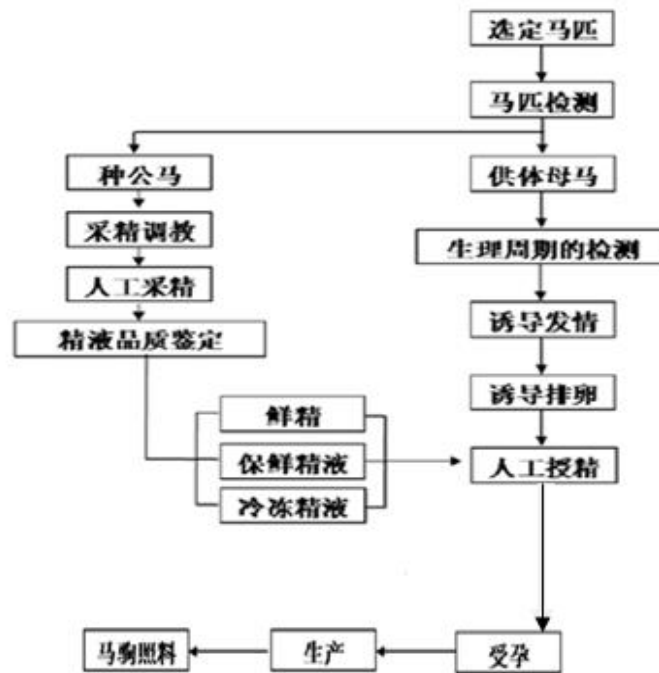 选定马匹
马匹检测
种公马
供体母马
采精调教
生理周期的检测
人工采精
精液品质鉴定
诱导发情
诱导排卵
鲜精
保鲜精液
人工授精
冷冻精液
马驹照料
生产
受孕